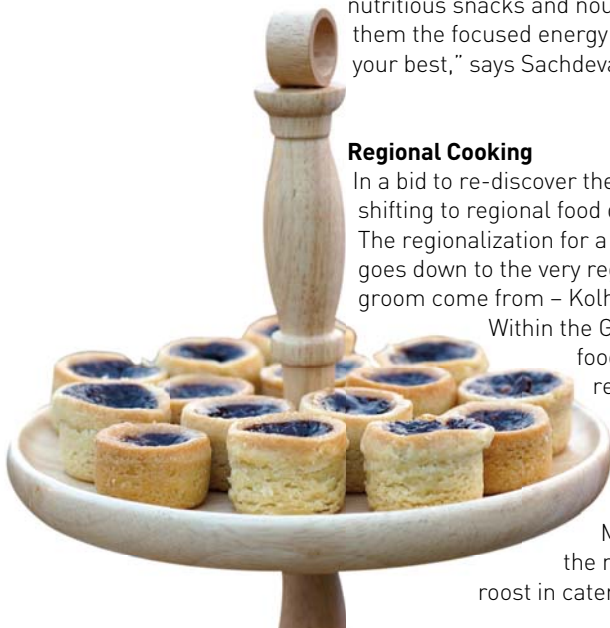 nutritious snacks and nou
them the focused energy
your best,” says Sachdeva
Regional Cooking
In a bid to re-discover the
shifting to regional food
The regionalization for a
goes down to the very re
groom come from – Kolh
Within the G
food
re
the r
roost in cater